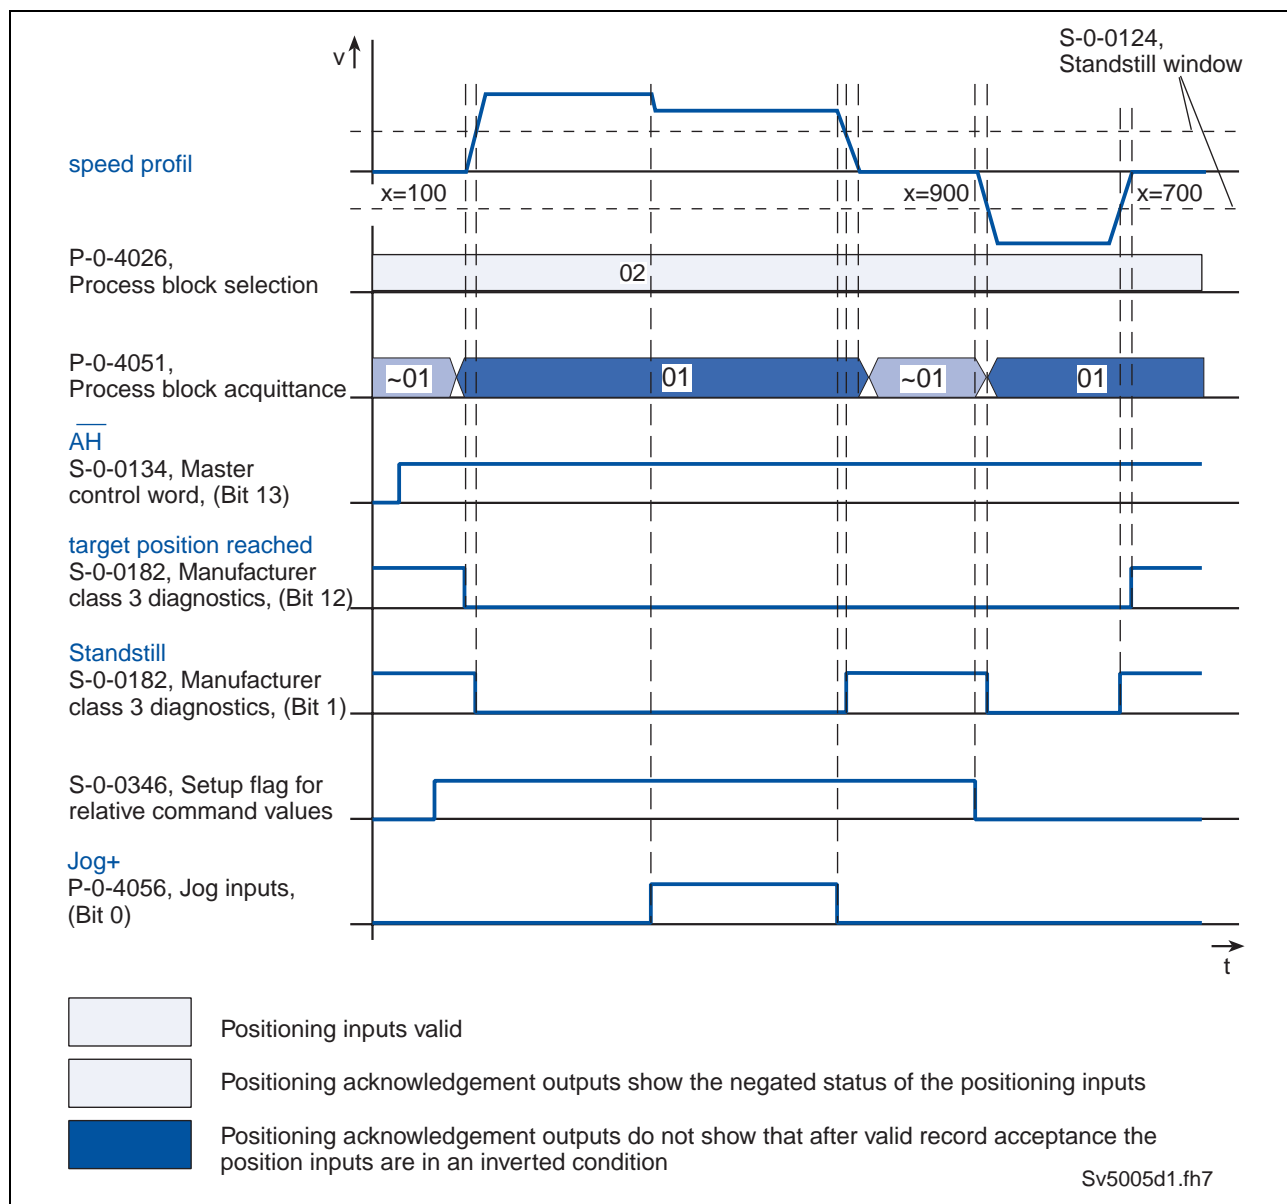 v
S-0-0124,
Standstill window
speed profil
x=100
x=900
x=700
P-0-4026,
Process block selection
02
P-0-4051,
Process block acquittance
~01
01
~01
01
AH
S-0-0134, Master
control word, (Bit 13)
target position reached
S-0-0182, Manufacturer
class 3 diagnostics, (Bit 12)
Standstill
S-0-0182, Manufacturer
class 3 diagnostics, (Bit 1)
S-0-0346, Setup flag for
relative command values
Jog+
P-0-4056, Jog inputs,
(Bit 0)
t
Positioning inputs valid
Positioning acknowledgement outputs show the negated status of the positioning inputs
Positioning acknowledgement outputs do not show that after valid record acceptance the
position inputs are in an inverted condition
Sv5005d1.fh7